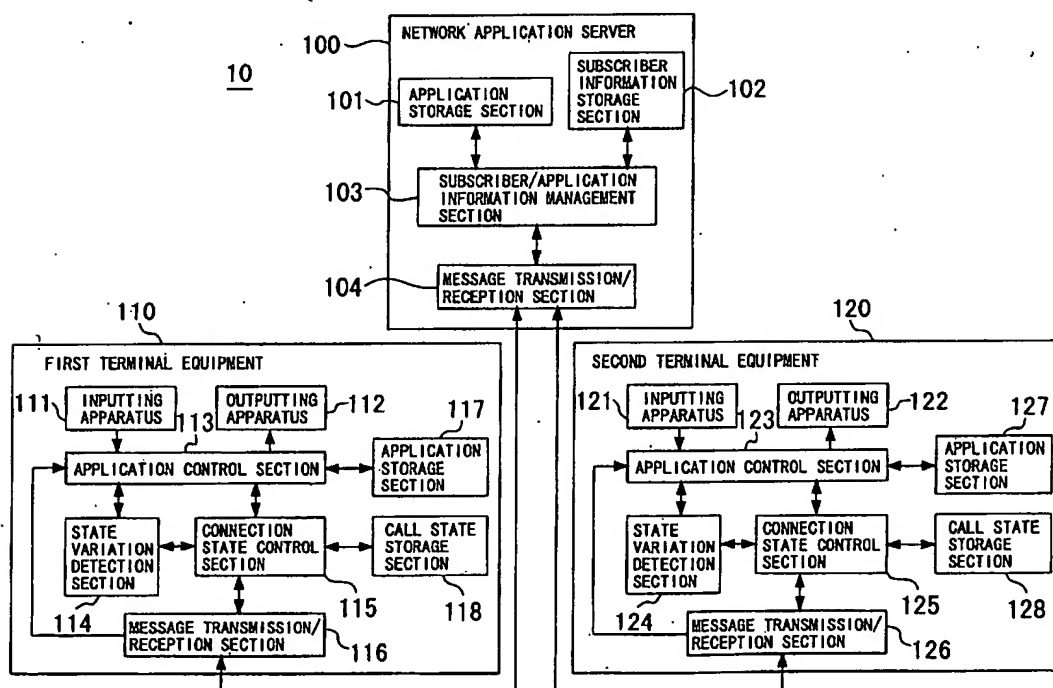 10
100
NETWORK APPLICATION SERVER
101
APPLICATION
STORAGE SECTION
SUBSCRIBER
INFORMATION
STORAGE
SECTION
102
103
SUBSCRIBER/APPLICATION
INFORMATION MANAGEMENT
SECTION
104
MESSAGE TRANSMISSION/
RECEPTION SECTION
110
FIRST TERMINAL EQUIPMENT
111
INPUTTING
APPARATUS
113
OUTPUTTING
APPARATUS
112
117
APPLICATION CONTROL SECTION
APPLICATION
STORAGE
SECTION
STATE
VARIATION
DETECTION
SECTION
114
CONNECTION
STATE CONTROL
SECTION
115
CALL STATE
STORAGE
SECTION
118
MESSAGE TRANSMISSION/
RECEPTION SECTION
116
120
SECOND TERMINAL EQUIPMENT
121
INPUTTING
APPARATUS
123
OUTPUTTING
APPARATUS
122
127
APPLICATION CONTROL SECTION
APPLICATION
STORAGE
SECTION
STATE
VARIATION
DETECTION
SECTION
124
CONNECTION
STATE CONTROL
SECTION
125
CALL STATE
STORAGE
SECTION
128
MESSAGE TRANSMISSION/
RECEPTION SECTION
126